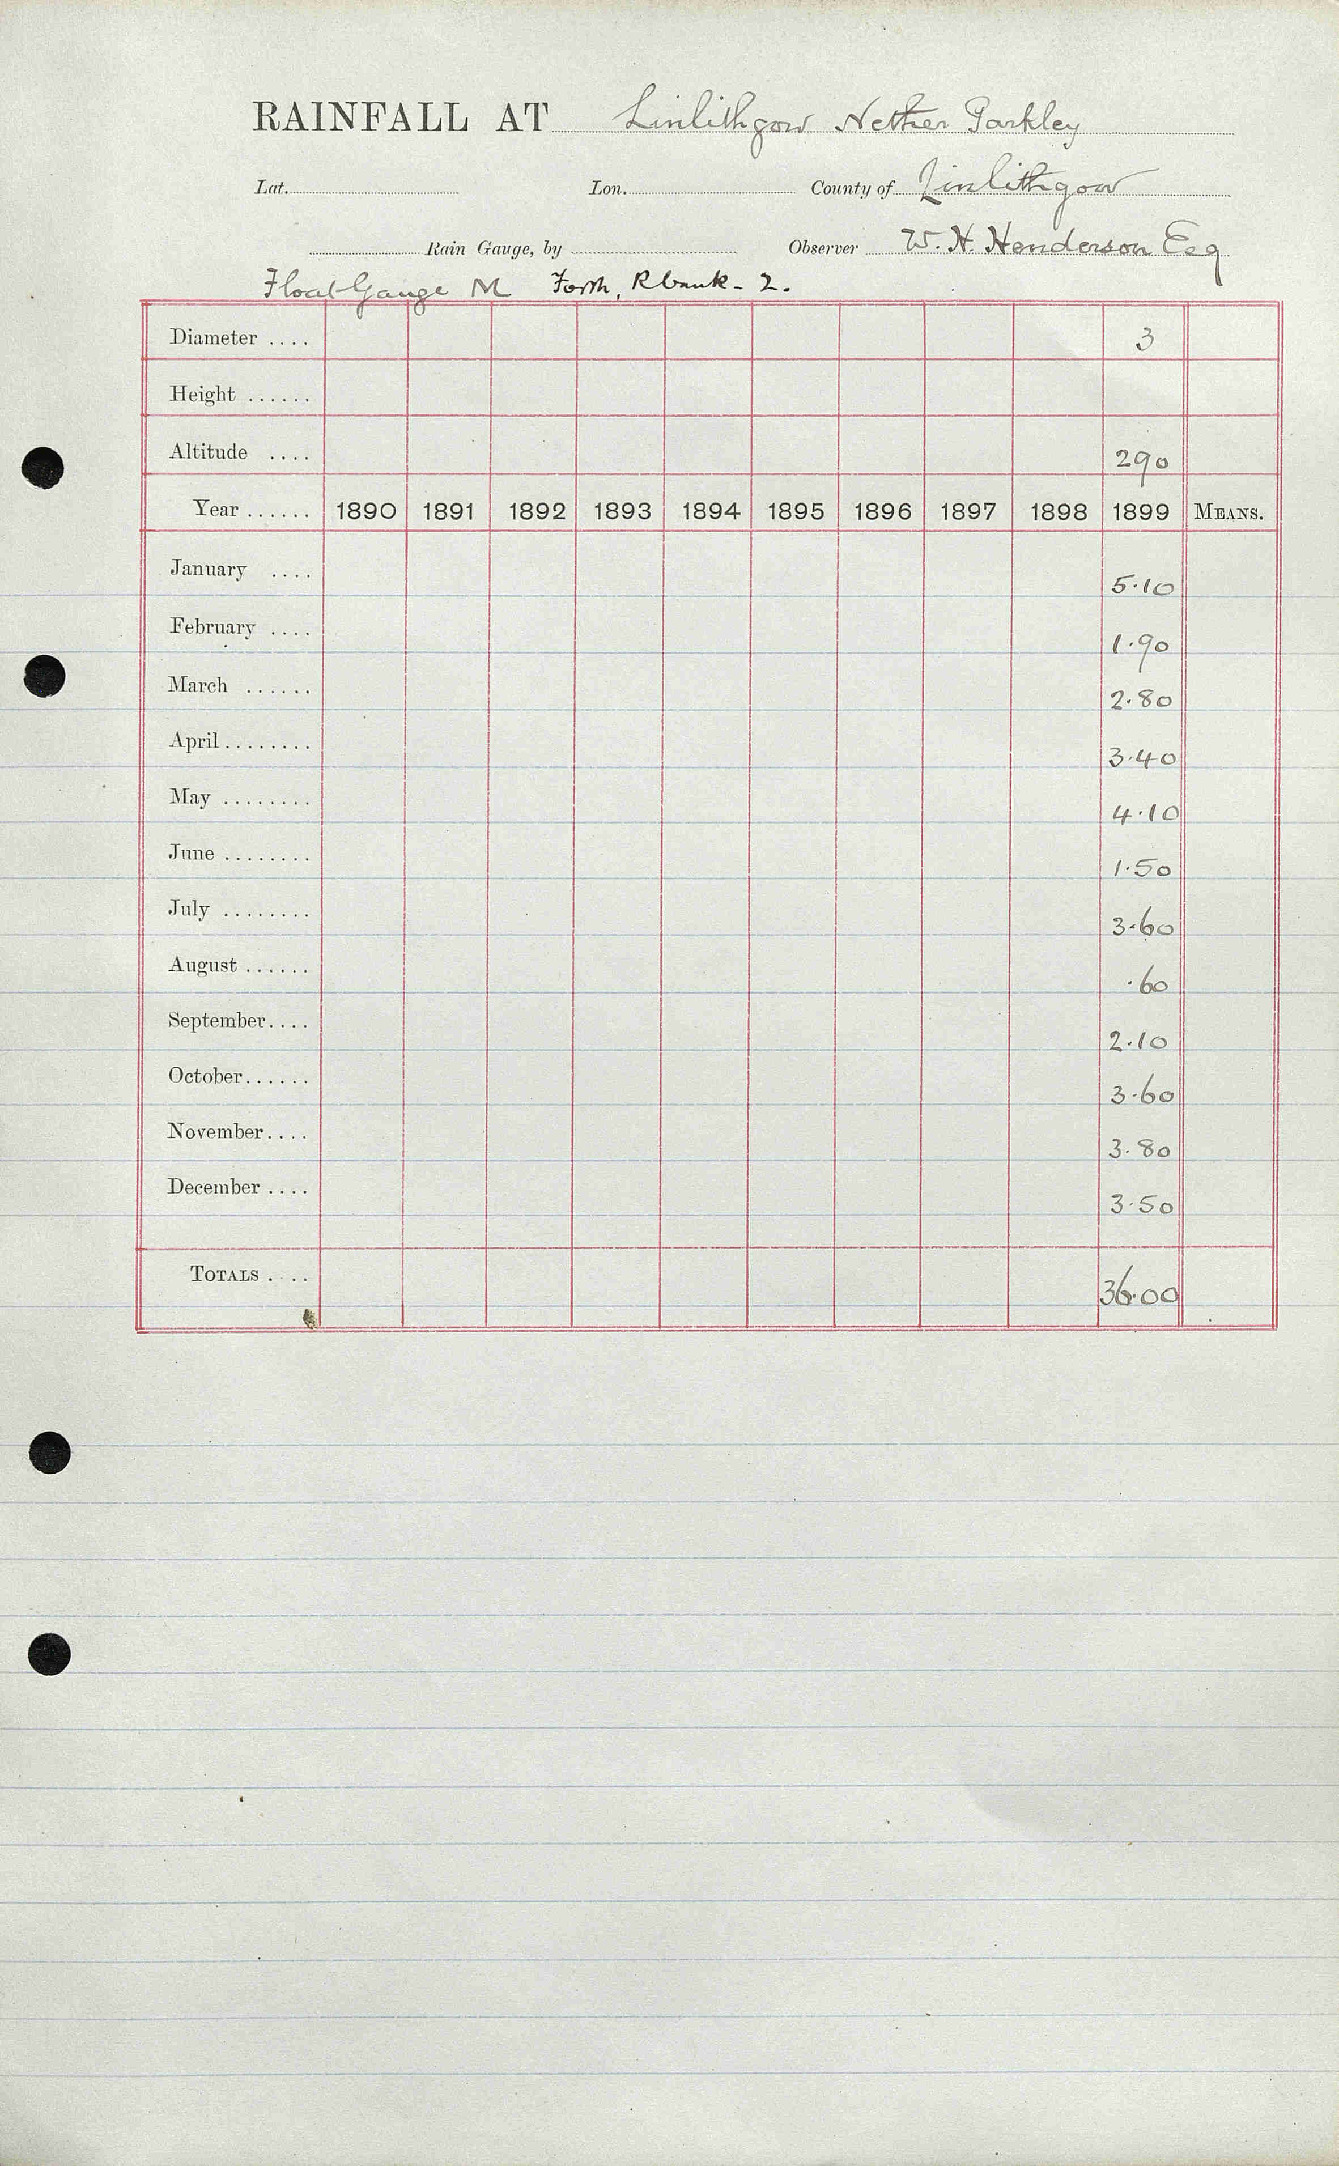 RAINFALL AT Linlithgow Nether Parkley
Lat. Lon. County of Linlithgow
Rain Gauge, by Observer W. H. Henderson Esq
Float Gauge M Forth, Rbank - 2.
Diameter .... 3
Height ......
Altitude .... 290
Year ...... 1890 1891 1892 1893 1894 1895 1896 1897 1898 1899 MEANS.
January .... 5.10
February .... 1.90
March ...... 2.80
April ........ 3.40
May ........ 4.10
June ........ 1.50
July ........ 3.60
August ...... .60
September.... 2.10
October...... 3.60
November.... 3.80
December .... 3.50
TOTALS .... 36.00